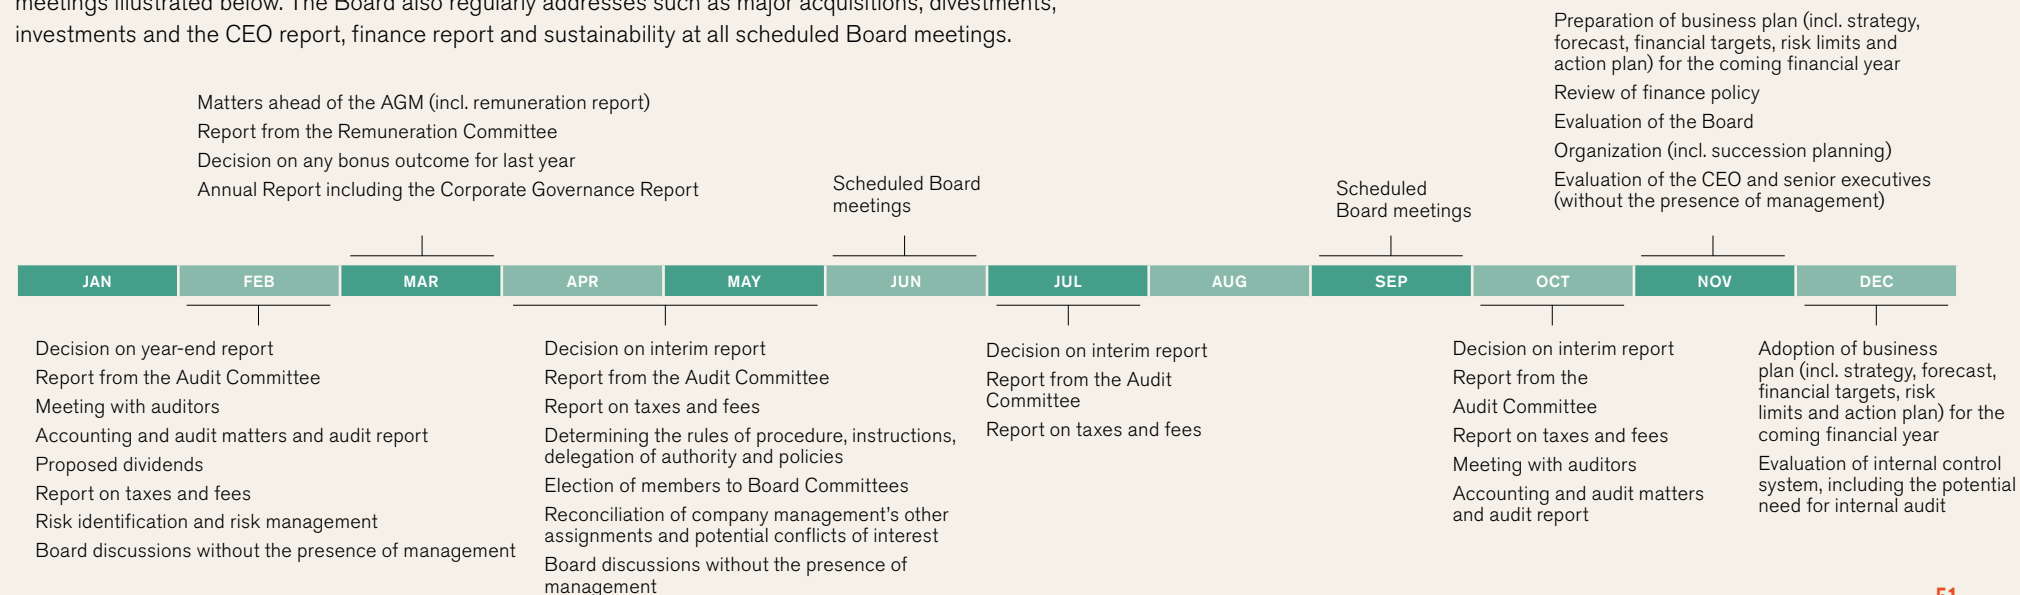 meetings illustrated below. The Board also regularly addresses such as major acquisitions, divestments,
investments and the CEO report, finance report and sustainability at all scheduled Board meetings.
Matters ahead of the AGM (incl. remuneration report)
Report from the Remuneration Committee
Decision on any bonus outcome for last year
Annual Report including the Corporate Governance Report
Scheduled Board
meetings
Scheduled
Board meetings
Preparation of business plan (incl. strategy,
forecast, financial targets, risk limits and
action plan) for the coming financial year
Review of finance policy
Evaluation of the Board
Organization (incl. succession planning)
Evaluation of the CEO and senior executives
(without the presence of management)
JAN
FEB
MAR
APR
MAY
JUN
JUL
AUG
SEP
OCT
NOV
DEC
Decision on year-end report
Report from the Audit Committee
Meeting with auditors
Accounting and audit matters and audit report
Proposed dividends
Report on taxes and fees
Risk identification and risk management
Board discussions without the presence of management
Decision on interim report
Report from the Audit Committee
Report on taxes and fees
Determining the rules of procedure, instructions,
delegation of authority and policies
Election of members to Board Committees
Reconciliation of company management's other
assignments and potential conflicts of interest
Board discussions without the presence of
management
Decision on interim report
Report from the Audit
Committee
Report on taxes and fees
Decision on interim report
Report from the
Audit Committee
Report on taxes and fees
Meeting with auditors
Accounting and audit matters
and audit report
Adoption of business
plan (incl. strategy, forecast,
financial targets, risk
limits and action plan) for the
coming financial year
Evaluation of internal control
system, including the potential
need for internal audit
51